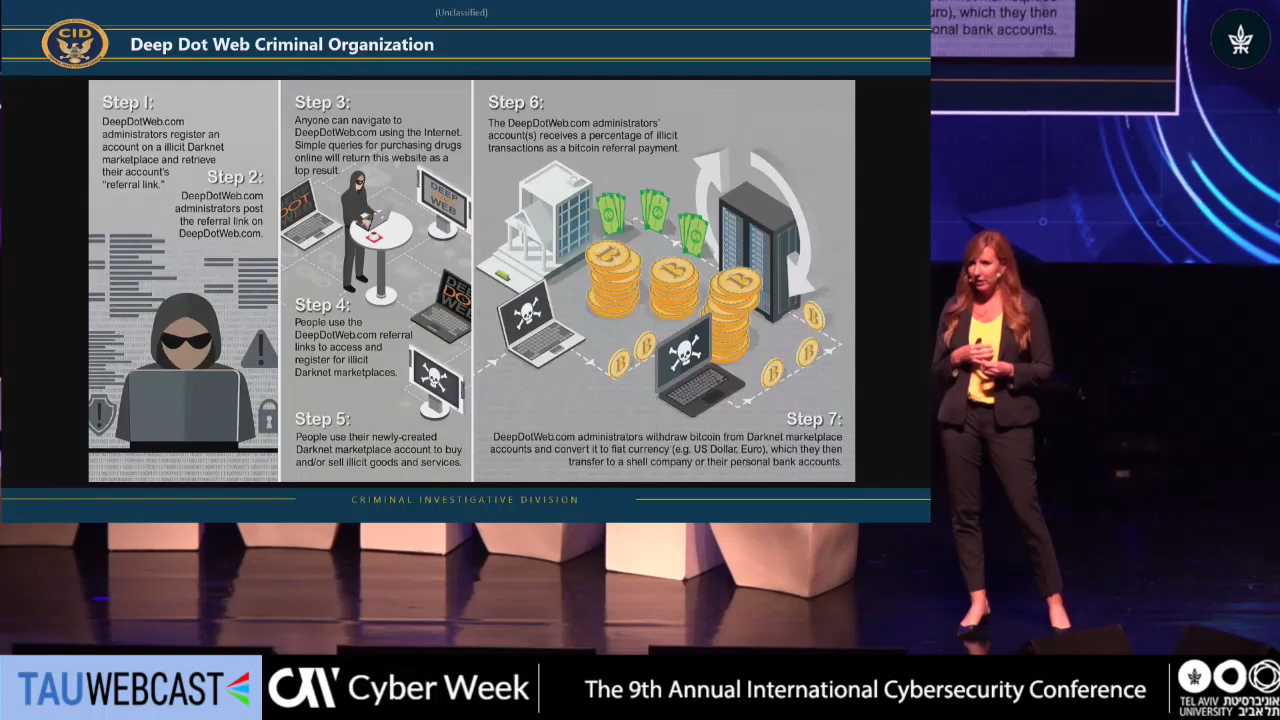 (Unclassified)
CID
Deep Dot Web Criminal Organization
uro), which they then
onal bank accounts.
Step 1:
DeepDotWeb.com
administrators register an
account on a illicit Darknet
marketplace and retrieve
their account's
"referral link."
Step 2:
DeepDotWeb.com
administrators post
the referral link on
DeepDotWeb.com.
Step 3:
Anyone can navigate to
DeepDotWeb.com using the Internet.
Simple queries for purchasing drugs
online will return this website as a
top result.
DOT
DEEP
WEB
Step 4:
People use the
DeepDotWeb.com referral
links to access and
register for illicit
Darknet marketplaces.
DEEP
DOT
WEB
Step 5:
People use their newly-created
Darknet marketplace account to buy
and/or sell illicit goods and services.
Step 6:
The DeepDotWeb.com administrators'
account(s) receives a percentage of illicit
transactions as a bitcoin referral payment.
Step 7:
DeepDotWeb.com administrators withdraw bitcoin from Darknet marketplace
accounts and convert it to fiat currency (e.g. US Dollar, Euro), which they then
transfer to a shell company or their personal bank accounts.
CRIMINAL INVESTIGATIVE DIVISION
TAUWEBCAST
Cyber Week
The 9th Annual International Cybersecurity Conference
TEL AVIV אוניברסיטת
UNIVERSITY תל אביב